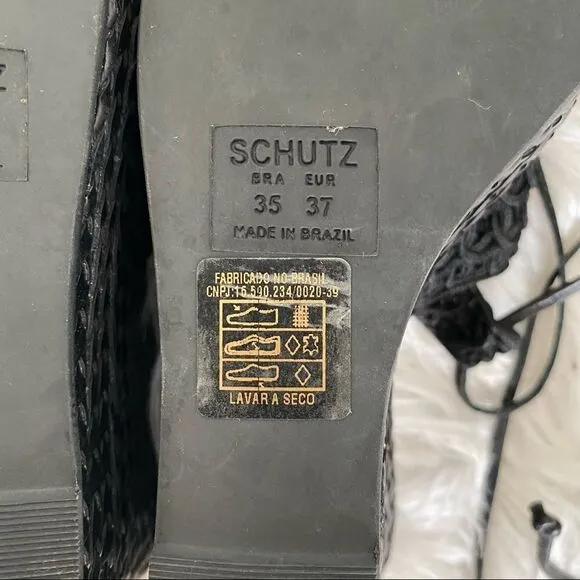 SCHUTZ
BRA EUR
35 37
MADE IN BRAZIL
FABRICADO NO BRASIL
CNPJ:16.590.234/0020-39
LAVAR A SECO